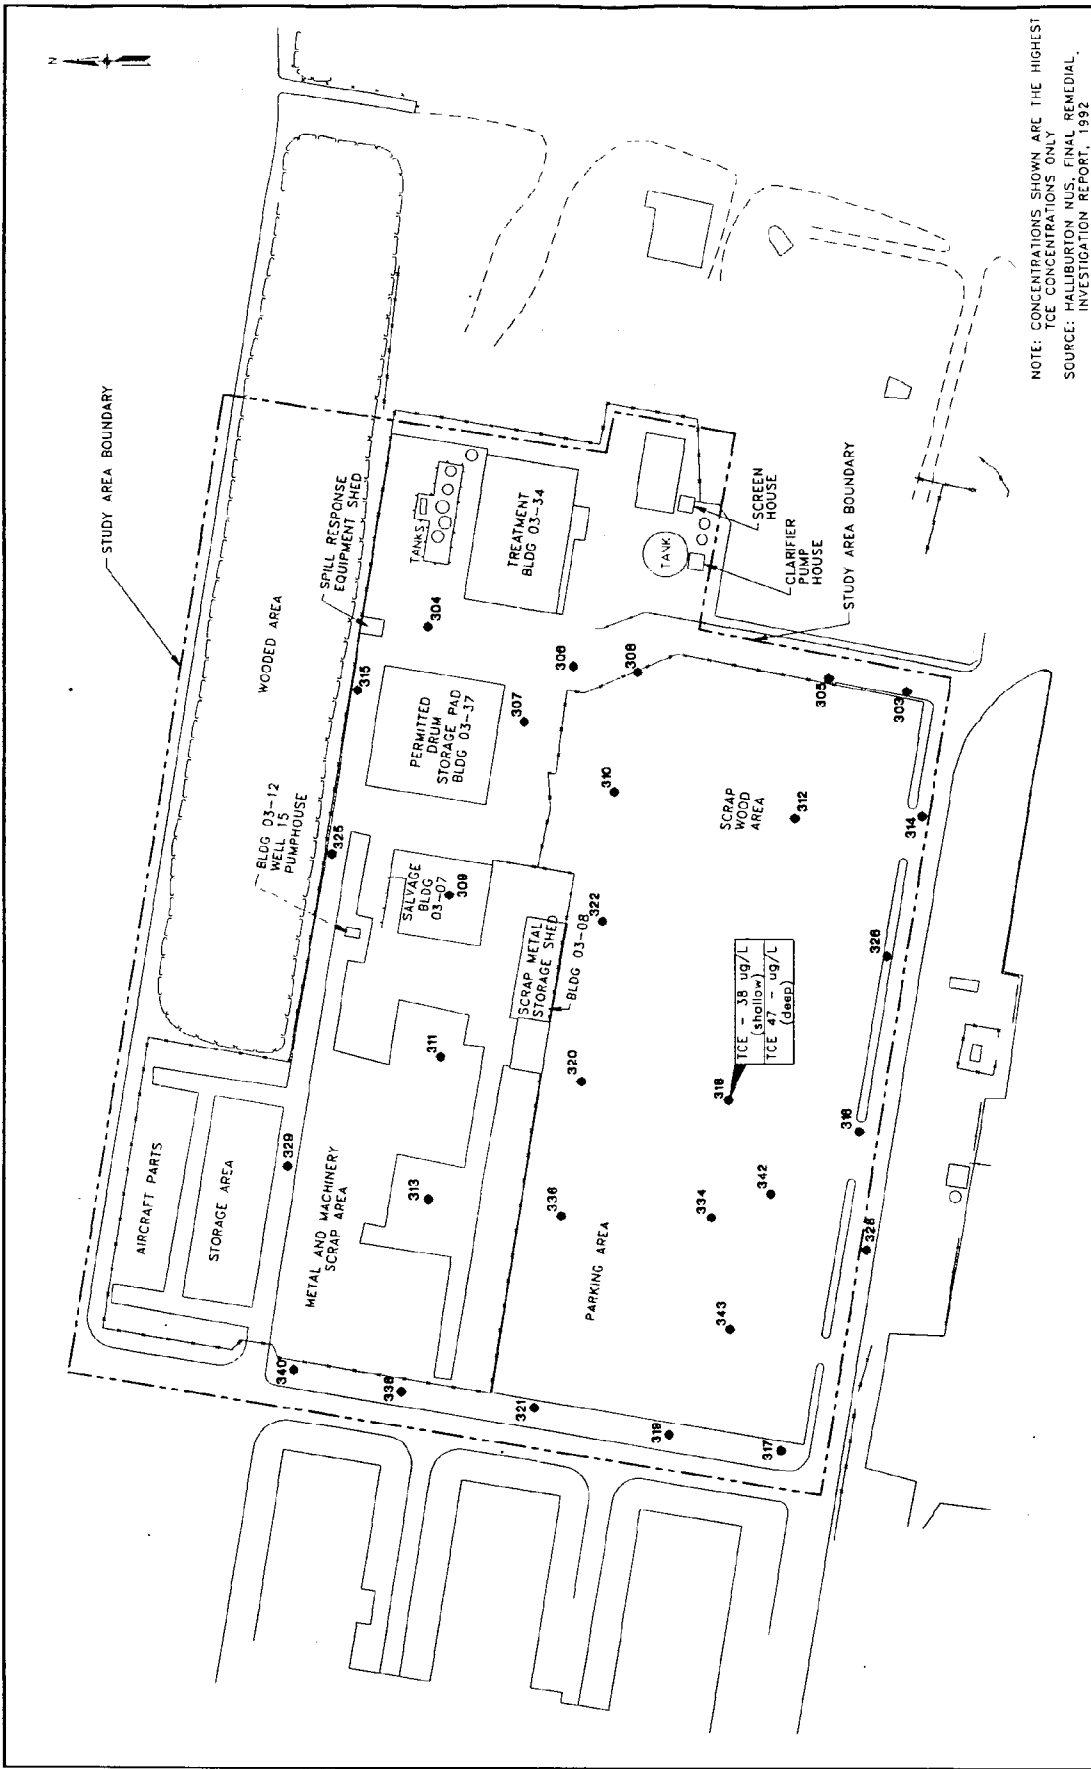 N
STUDY AREA BOUNDARY
WOODED AREA
SPILL RESPONSE
EQUIPMENT SHED
BLDG 03-12
WELL 15
PUMPHOUSE
AIRCRAFT PARTS
STORAGE AREA
METAL AND MACHINERY
SCRAP AREA
TANKS
TREATMENT
BLDG 03-34
PERMITTED
DRUM
STORAGE PAD
BLDG 03-37
SALVAGE
BLDG
03-07
SCRAP METAL
STORAGE SHED
BLDG 03-08
TANK
SCREEN
HOUSE
CLARIFIER
PUMP
HOUSE
STUDY AREA BOUNDARY
SCRAP
WOOD
AREA
PARKING AREA
TCE - 38 ug/L
(shallow)
TCE 47 - ug/L
(deep)
340
329
325
315
304
338
313
311
309
307
306
308
321
336
320
322
310
305
303
319
343
334
342
318
312
314
317
328
316
326
NOTE: CONCENTRATIONS SHOWN ARE THE HIGHEST
TCE CONCENTRATIONS ONLY
SOURCE: HALLIBURTON NUS, FINAL REMEDIAL,
INVESTIGATION REPORT, 1992